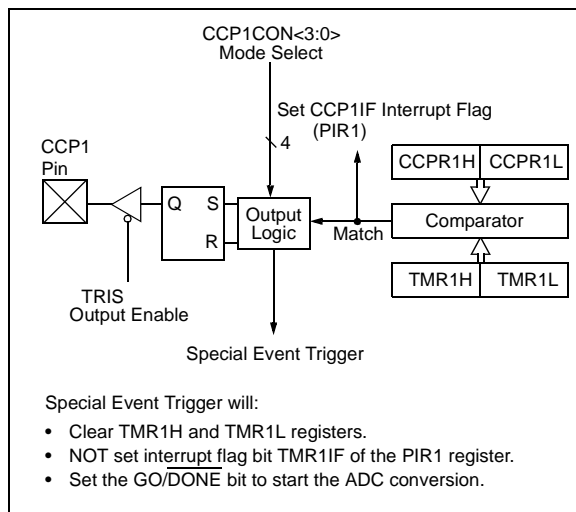 CCP1CON<3:0>
Mode Select
Set CCP1IF Interrupt Flag
(PIR1)
4
CCP1
Pin
CCPR1H CCPR1L
Q S
R
Output
Logic
Match
Comparator
TRIS
Output Enable
TMR1H TMR1L
Special Event Trigger
Special Event Trigger will:
• Clear TMR1H and TMR1L registers.
• NOT set interrupt flag bit TMR1IF of the PIR1 register.
• Set the GO/DONE bit to start the ADC conversion.